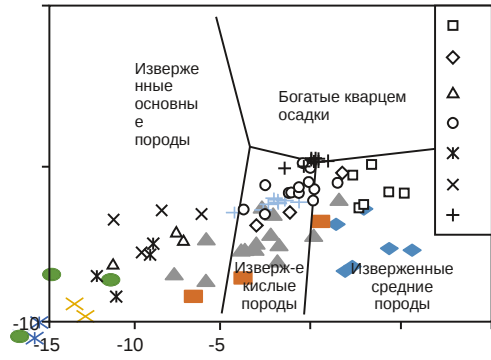 Изверже
нные
основны
е
породы
Богатые кварцем
осадки
Изверж-е
кислые
породы
Изверженные
средние
породы
-10
-15
-10
-5
0
5